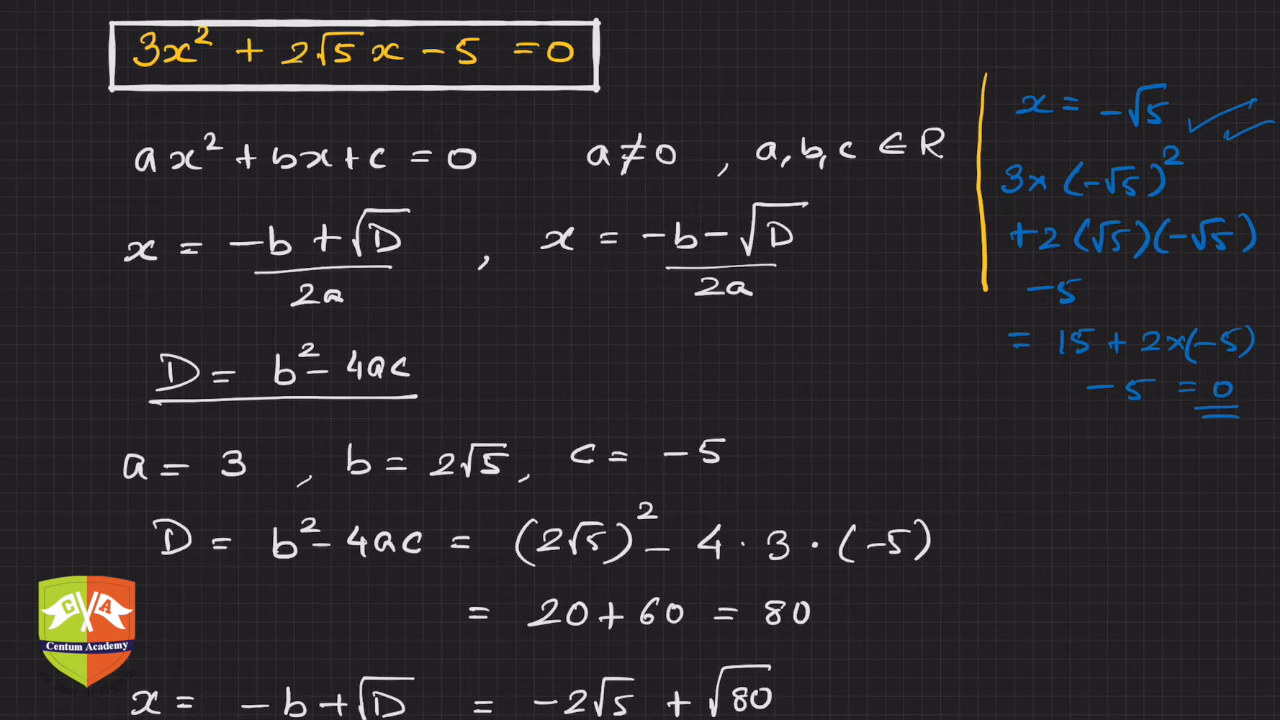 3x² + 2√5 x - 5 = 0
ax² + bx + c = 0 a ≠ 0 , a, b, c ∈ R
x = (-b + √D)/2a , x = (-b - √D)/2a
D = b² - 4ac
a = 3 , b = 2√5 , c = -5
D = b² - 4ac = (2√5)² - 4 · 3 · (-5)
= 20 + 60 = 80
x = -b + √D = -2√5 + √80
x = -√5
3 × (-√5)²
+2 (√5)(-√5)
-5
= 15 + 2×(-5)
-5 = 0
C A
Centum Academy